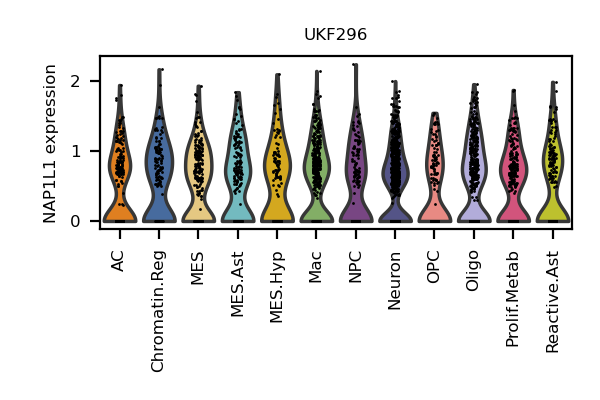 UKF296
NAP1L1 expression
2
1
0
AC
Chromatin.Reg
MES
MES.Ast
MES.Hyp
Mac
NPC
Neuron
OPC
Oligo
Prolif.Metab
Reactive.Ast